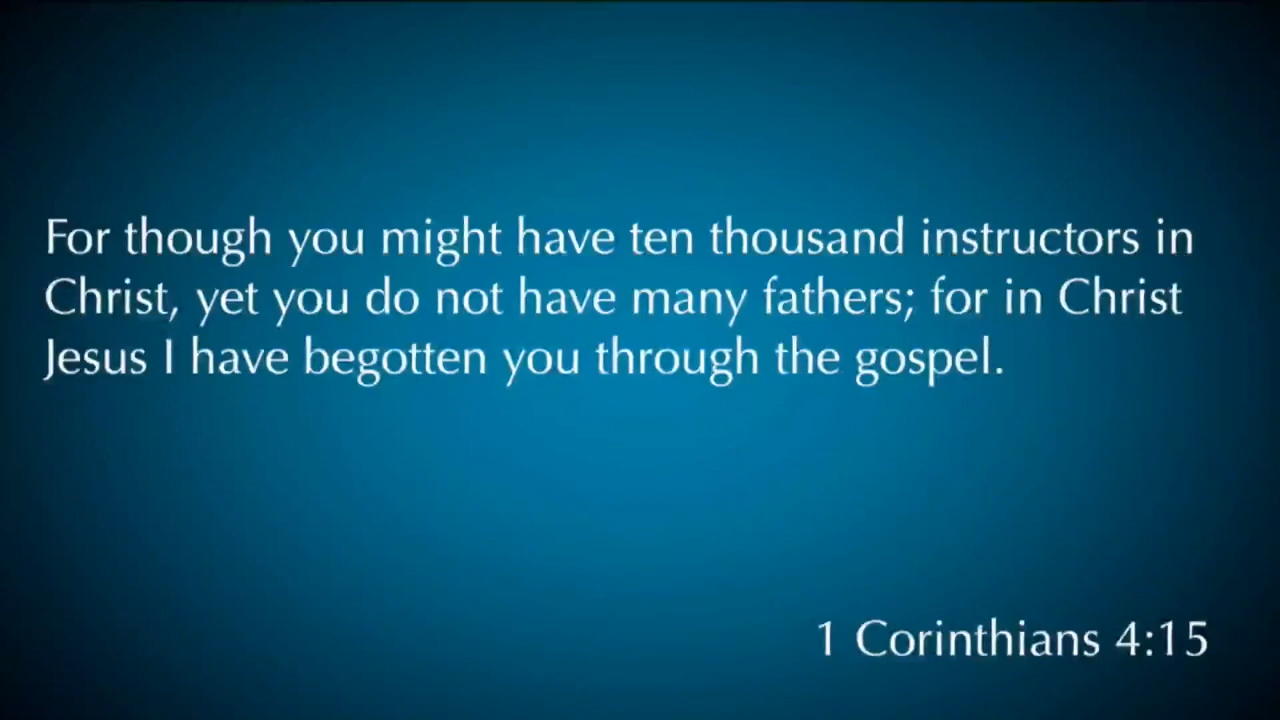 For though you might have ten thousand instructors in
Christ, yet you do not have many fathers; for in Christ
Jesus I have begotten you through the gospel.
1 Corinthians 4:15